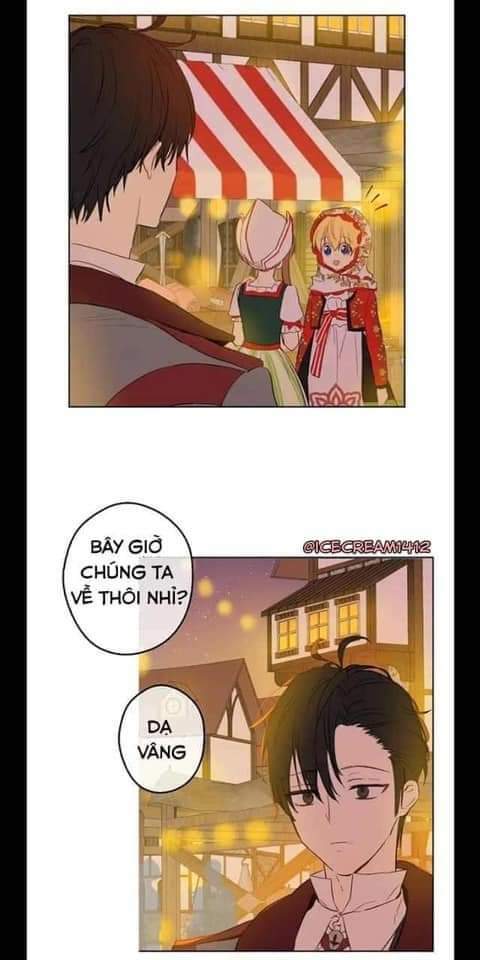 BÂY GIỜ
CHÚNG TA
VỀ THÔI NHỈ?
@ICECREAM1412
DẠ
VÂNG